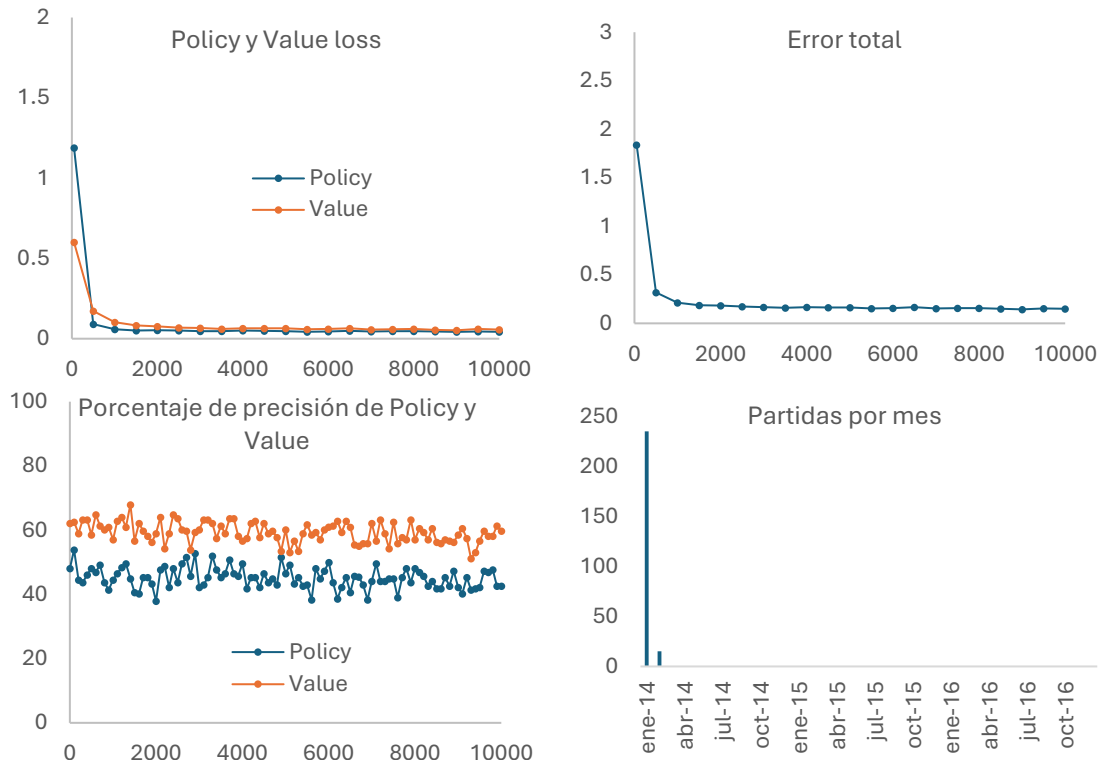 Policy y Value loss
2
1.5
1
0.5
0
Policy
Value
0 2000 4000 6000 8000 10000
Error total
3
2.5
2
1.5
1
0.5
0
0 2000 4000 6000 8000 10000
Porcentaje de precisión de Policy y
Value
100
80
60
40
20
0
Policy
Value
0 2000 4000 6000 8000 10000
Partidas por mes
250
200
150
100
50
0
ene-14
abr-14
jul-14
oct-14
ene-15
abr-15
jul-15
oct-15
ene-16
abr-16
jul-16
oct-16